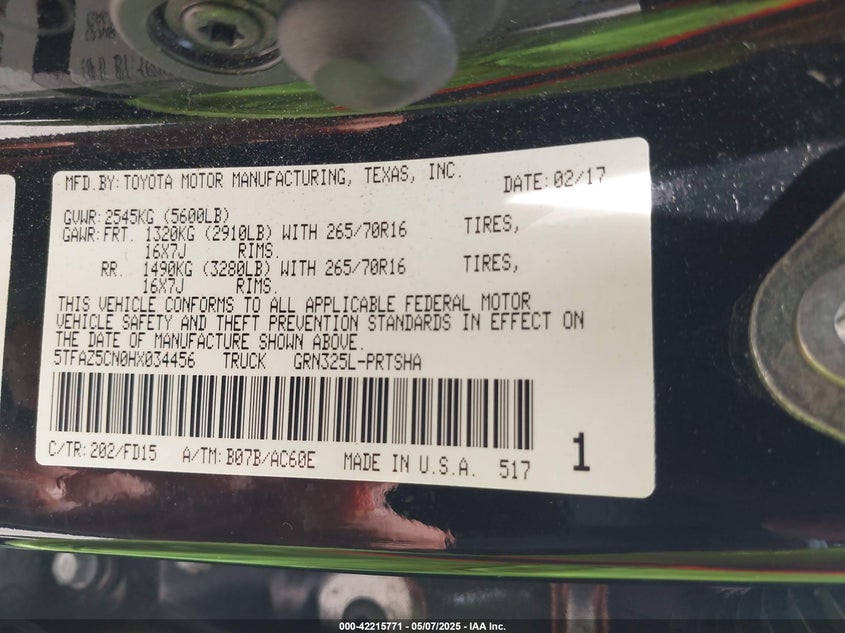 MFD.BY: TOYOTA MOTOR MANUFACTURING, TEXAS, INC. DATE: 02/17
GVWR: 2545KG (5600LB)
GAWR: FRT. 1320KG (2910LB) WITH 265/70R16 TIRES,
16X7J RIMS.
RR. 1490KG (3280LB) WITH 265/70R16 TIRES,
16X7J RIMS.
THIS VEHICLE CONFORMS TO ALL APPLICABLE FEDERAL MOTOR
VEHICLE SAFETY AND THEFT PREVENTION STANDARDS IN EFFECT ON
THE DATE OF MANUFACTURE SHOWN ABOVE.
5TFAZ5CN0HX034456 TRUCK GRN325L-PRTSHA
C/TR: 202/FD15 A/TM: B07B/AC60E MADE IN U.S.A. 517 1
000-42215771 — 05/07/2025 — IAA Inc.